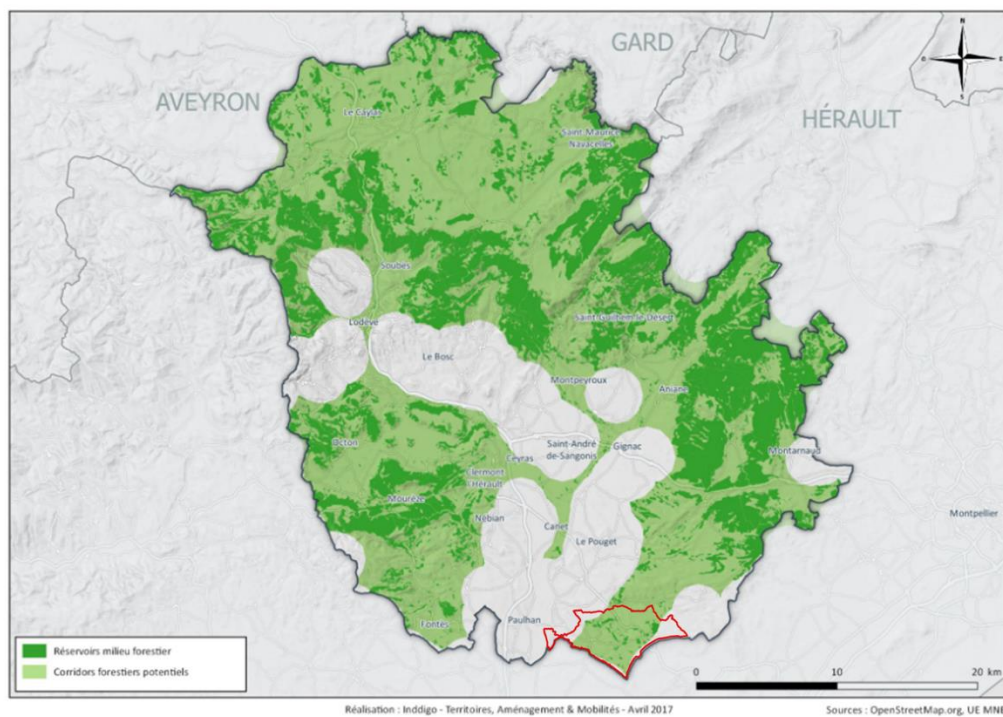 GARD
N
AVEYRON
HÉRAULT
Le Caylar
Saint-Maurice
Navacelles
Soubès
Lodève
Saint-Guilhem-le-Désert
Le Bosc
Montpeyroux
Aniane
Octon
Saint-André
de-Sangonis
Gignac
Ceyras
Montarnaud
Clermont
l'Hérault
Mourèze
Nébian
Canet
Le Pouget
Montpellier
Fontès
Paulhan
Réservoirs milieu forestier
Corridors forestiers potentiels
0 10 20 km
Réalisation : Inddigo - Territoires, Aménagement & Mobilités - Avril 2017
Sources : OpenStreetMap.org, UE MNE